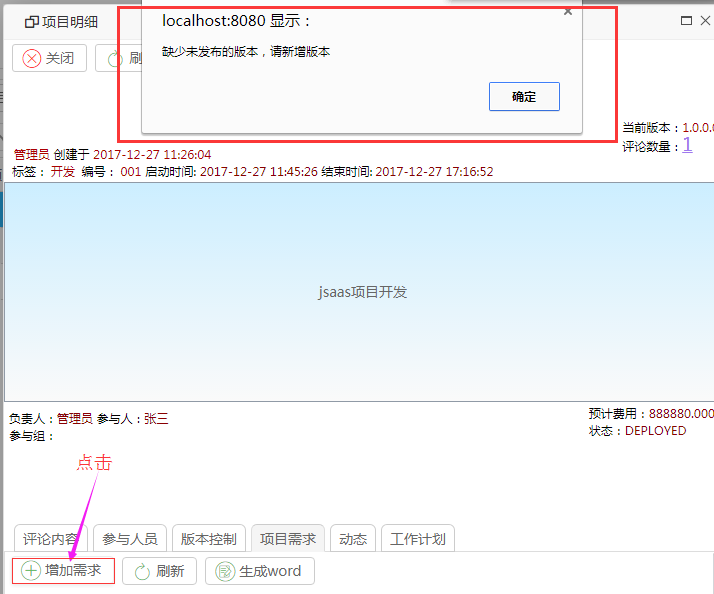 项目明细
localhost:8080 显示：
缺少未发布的版本，请新增版本
确定
关闭
刷
当前版本：1.0.0.0
评论数量：1
管理员 创建于 2017-12-27 11:26:04
标签： 开发 编号： 001 启动时间: 2017-12-27 11:45:26 结束时间: 2017-12-27 17:16:52
jsaas项目开发
负责人：管理员 参与人：张三
参与组：
预计费用：888880.000
状态：DEPLOYED
点击
评论内容 参与人员 版本控制 项目需求 动态 工作计划
增加需求 刷新 生成word